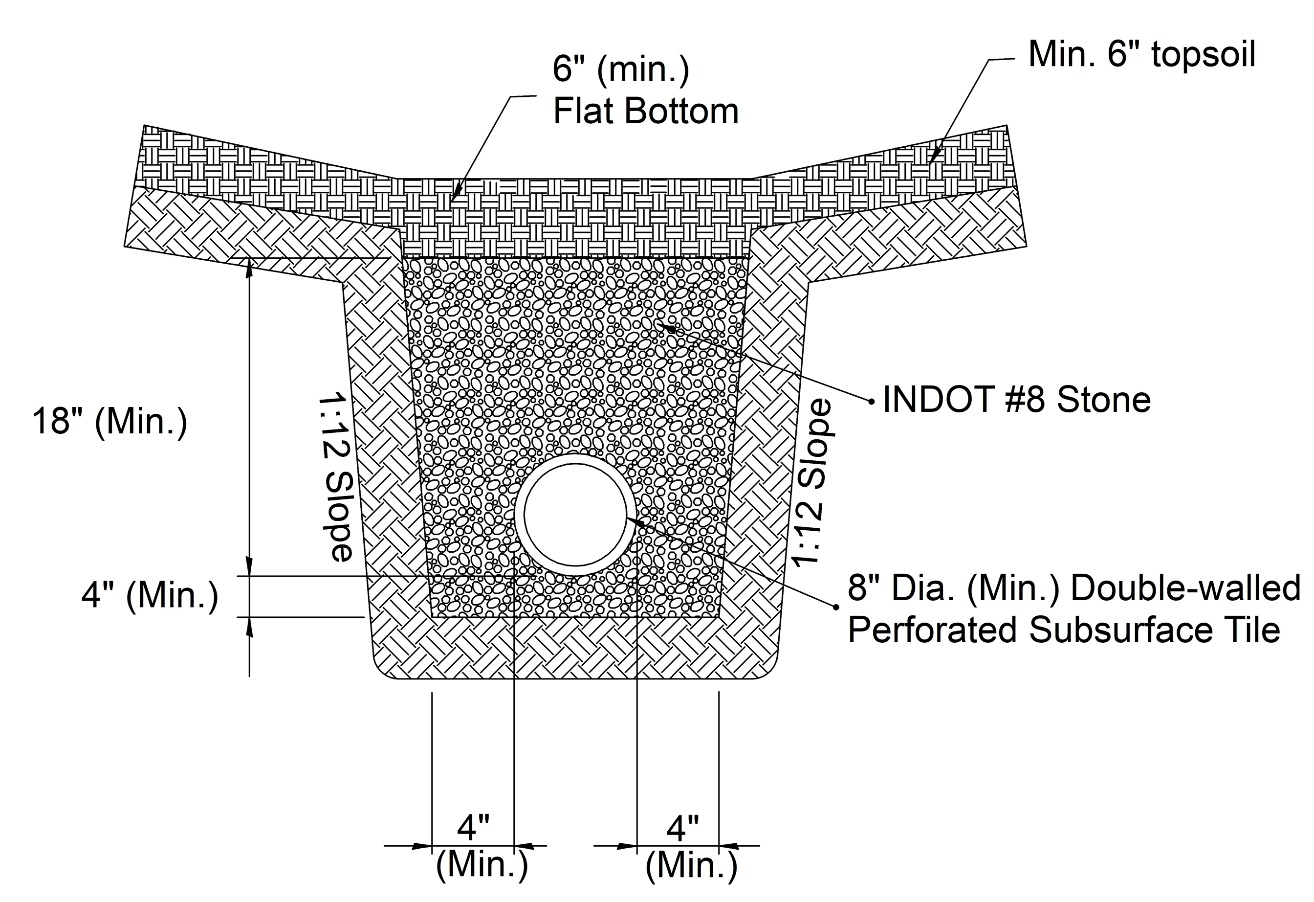 Min. 6" topsoil
6" (min.)
Flat Bottom
INDOT #8 Stone
18" (Min.)
1:12 Slope
1:12 Slope
4" (Min.)
8" Dia. (Min.) Double-walled
Perforated Subsurface Tile
4"
(Min.)
4"
(Min.)